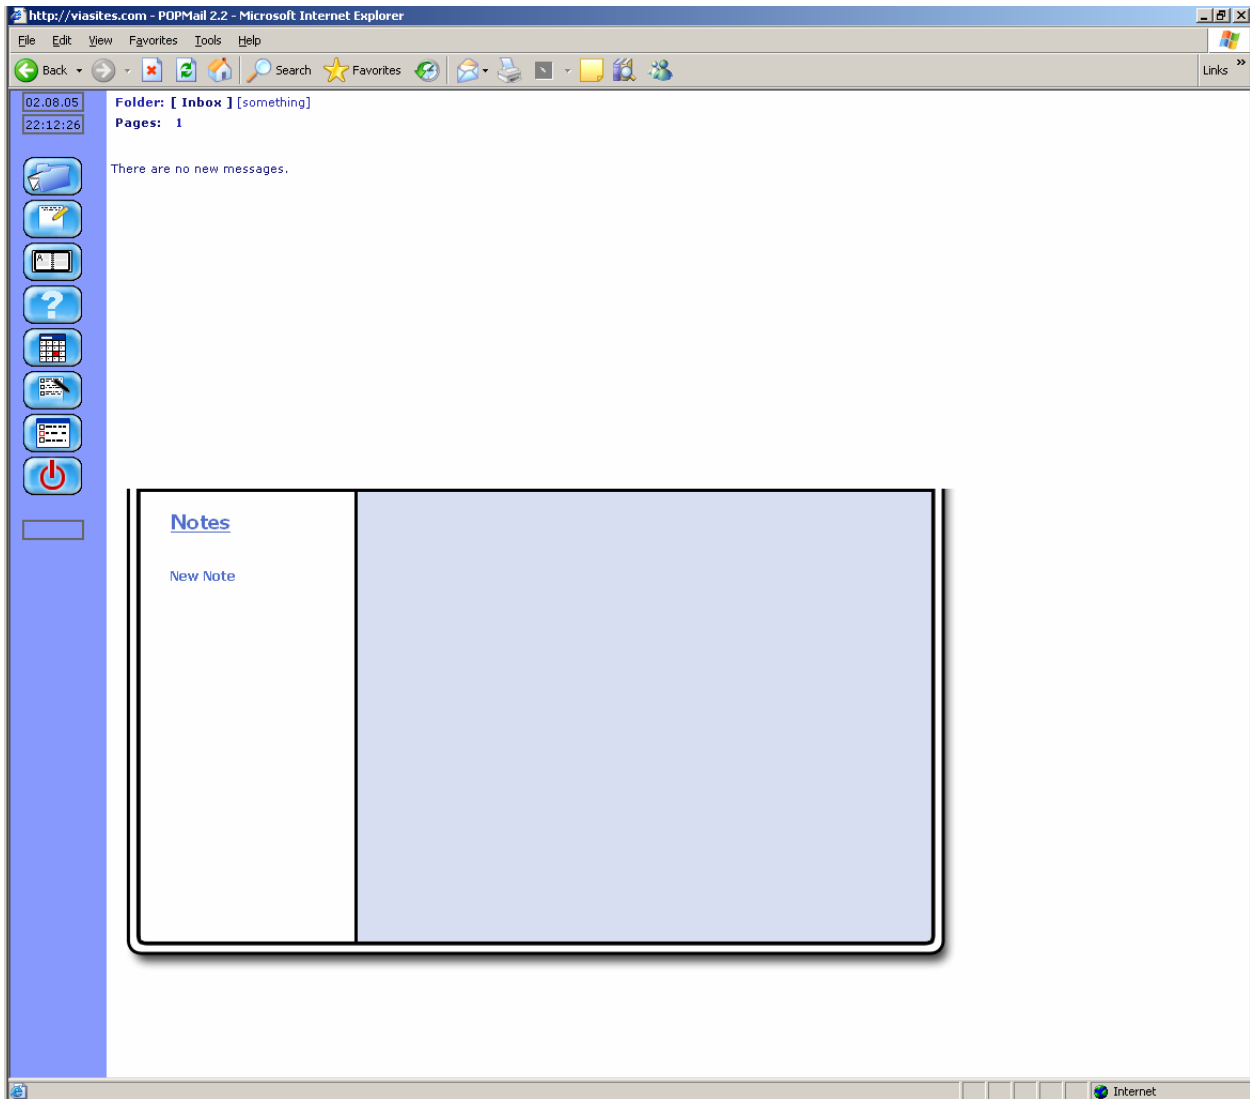 http://viasites.com - POPMail 2.2 - Microsoft Internet Explorer
File Edit View Favorites Tools Help
Back Search Favorites Links »
02.08.05 Folder: [ Inbox ] [something]
22:12:26 Pages: 1
There are no new messages.
Notes
New Note
Internet